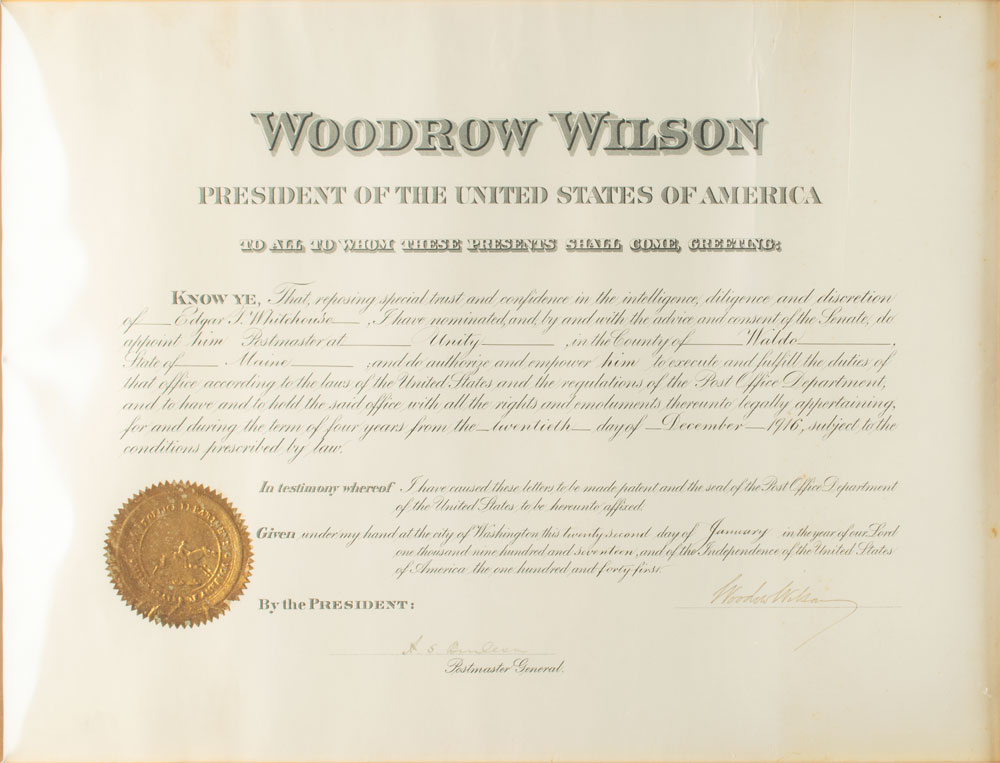 WOODROW WILSON
PRESIDENT OF THE UNITED STATES OF AMERICA
TO ALL TO WHOM THESE PRESENTS SHALL COME, GREETING:
KNOW YE, That, reposing special trust and confidence in the intelligence, diligence and discretion
of Edgar T. Whitehouse, I have nominated, and, by and with the advice and consent of the Senate, do
appoint him Postmaster at Unity, in the County of Waldo,
State of Maine; and do authorize and empower him to execute and fulfill the duties of
that office according to the laws of the United States and the regulations of the Post Office Department,
and to have and to hold the said office, with all the rights and emoluments thereunto legally appertaining,
for and during the term of four years from the twentieth day of December 1916, subject to the
conditions prescribed by law.
In testimony whereof I have caused these letters to be made patent and the seal of the Post Office Department
of the United States to be hereunto affixed.
Given under my hand at the city of Washington this twenty second day of January in the year of our Lord
one thousand nine hundred and seventeen, and of the Independence of the United States
of America the one hundred and forty-first.
By the PRESIDENT:
Woodrow Wilson
A S Burleson
Postmaster General.